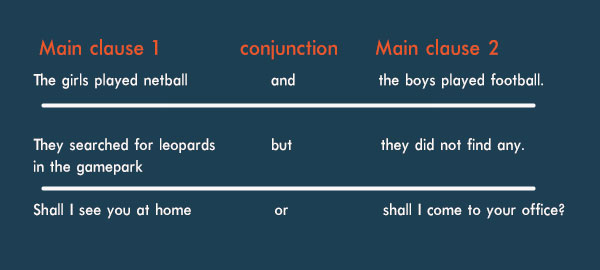 Main clause 1 conjunction Main clause 2
The girls played netball and the boys played football.
They searched for leopards but they did not find any.
in the gamepark
Shall I see you at home or shall I come to your office?